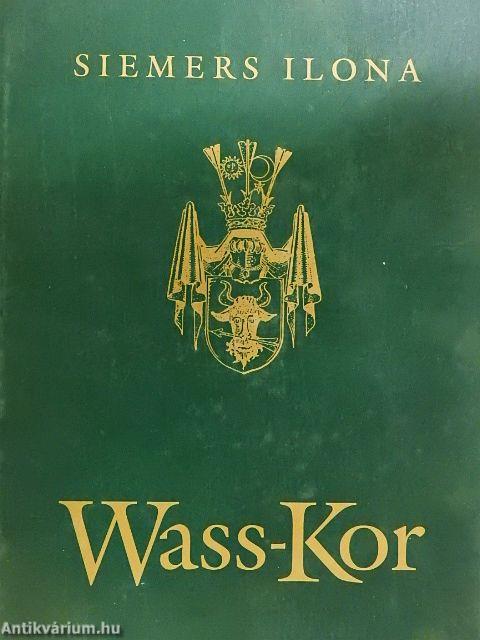 SIEMERS ILONA
Wass-Kor
Antikvárium.hu